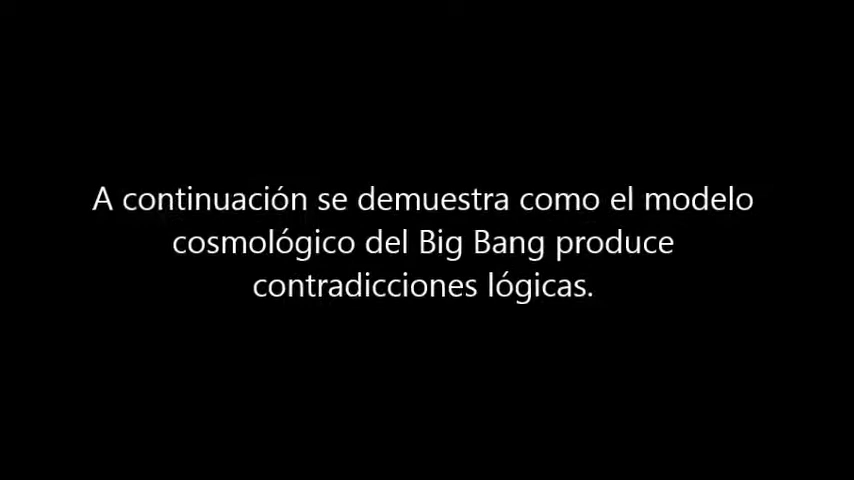 A continuación se demuestra como el modelo
cosmológico del Big Bang produce
contradicciones lógicas.